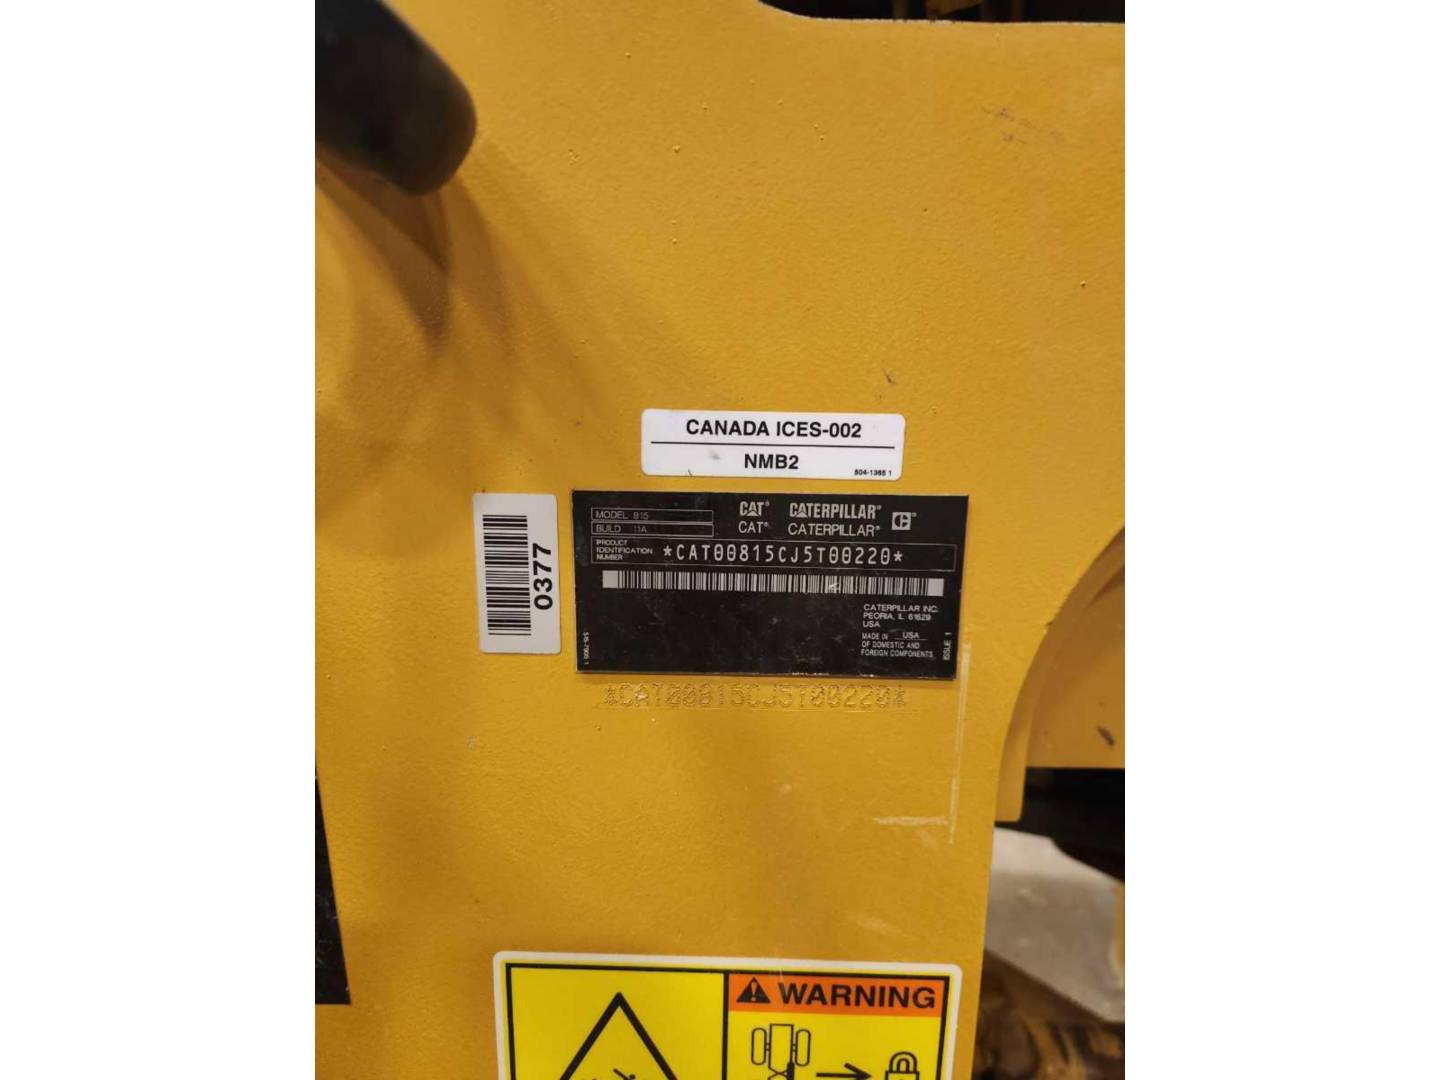 CANADA ICES-002
NMB2
504-1365 1
0377
MODEL 815
BUILD 11A
CAT® CATERPILLAR®
CAT® CATERPILLAR®
PRODUCT
IDENTIFICATION
NUMBER
*CAT00815CJ5T00220*
CATERPILLAR INC.
PEORIA, IL 61629
USA
MADE IN USA
OF DOMESTIC AND
FOREIGN COMPONENTS
ISSUE 1
*CAT00815CJ5T00220*
WARNING